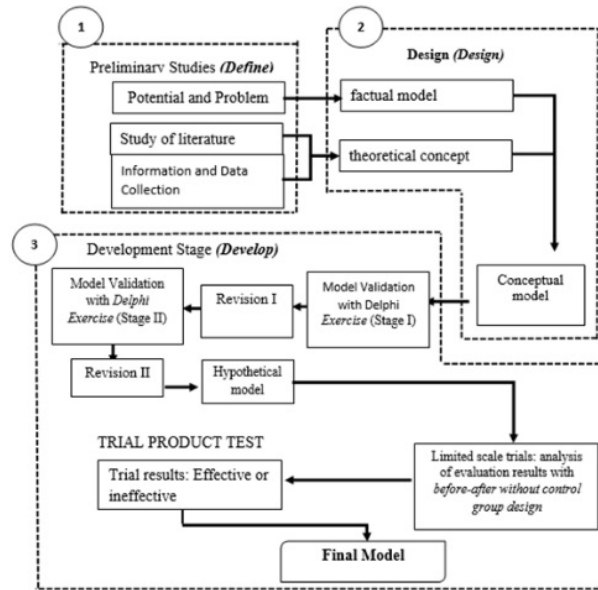 1
2
Preliminary Studies (Define)
Design (Design)
Potential and Problem
factual model
Study of literature
theoretical concept
Information and Data
Collection
3
Development Stage (Develop)
Conceptual
model
Model Validation
with Delphi
Exercise (Stage II)
Revision I
Model Validation
with Delphi
Exercise (Stage I)
Revision II
Hypothetical
model
TRIAL PRODUCT TEST
Trial results: Effective or
ineffective
Limited scale trials: analysis
of evaluation results with
before-after without control
group design
Final Model